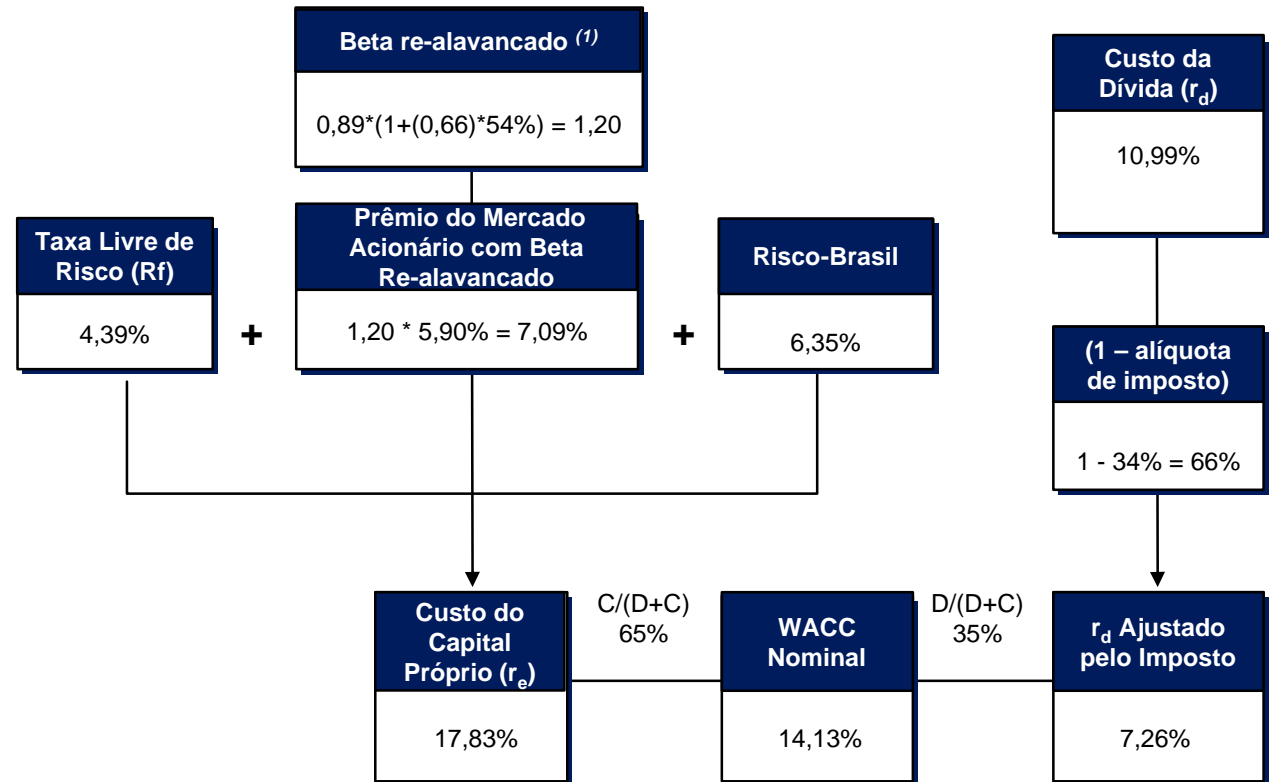 Beta re-alavancado (1)
0,89*(1+(0,66)*54%) = 1,20
Custo da
Dívida (rd)
10,99%
Taxa Livre de
Risco (Rf)
4,39%
+
Prêmio do Mercado
Acionário com Beta
Re-alavancado
1,20 * 5,90% = 7,09%
+
Risco-Brasil
6,35%
(1 – alíquota
de imposto)
1 - 34% = 66%
Custo do
Capital
Próprio (re)
17,83%
C/(D+C)
65%
WACC
Nominal
14,13%
D/(D+C)
35%
rd Ajustado
pelo Imposto
7,26%